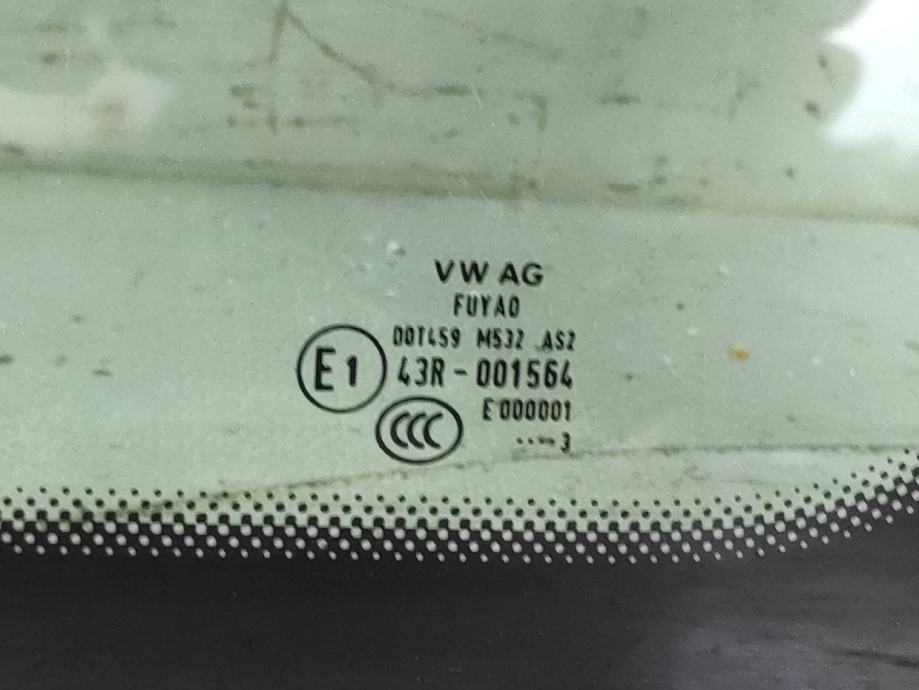 VW AG
FUYAO
DOT459 M532 AS2
E1 43R-001564
CCC E000001
··–– 3